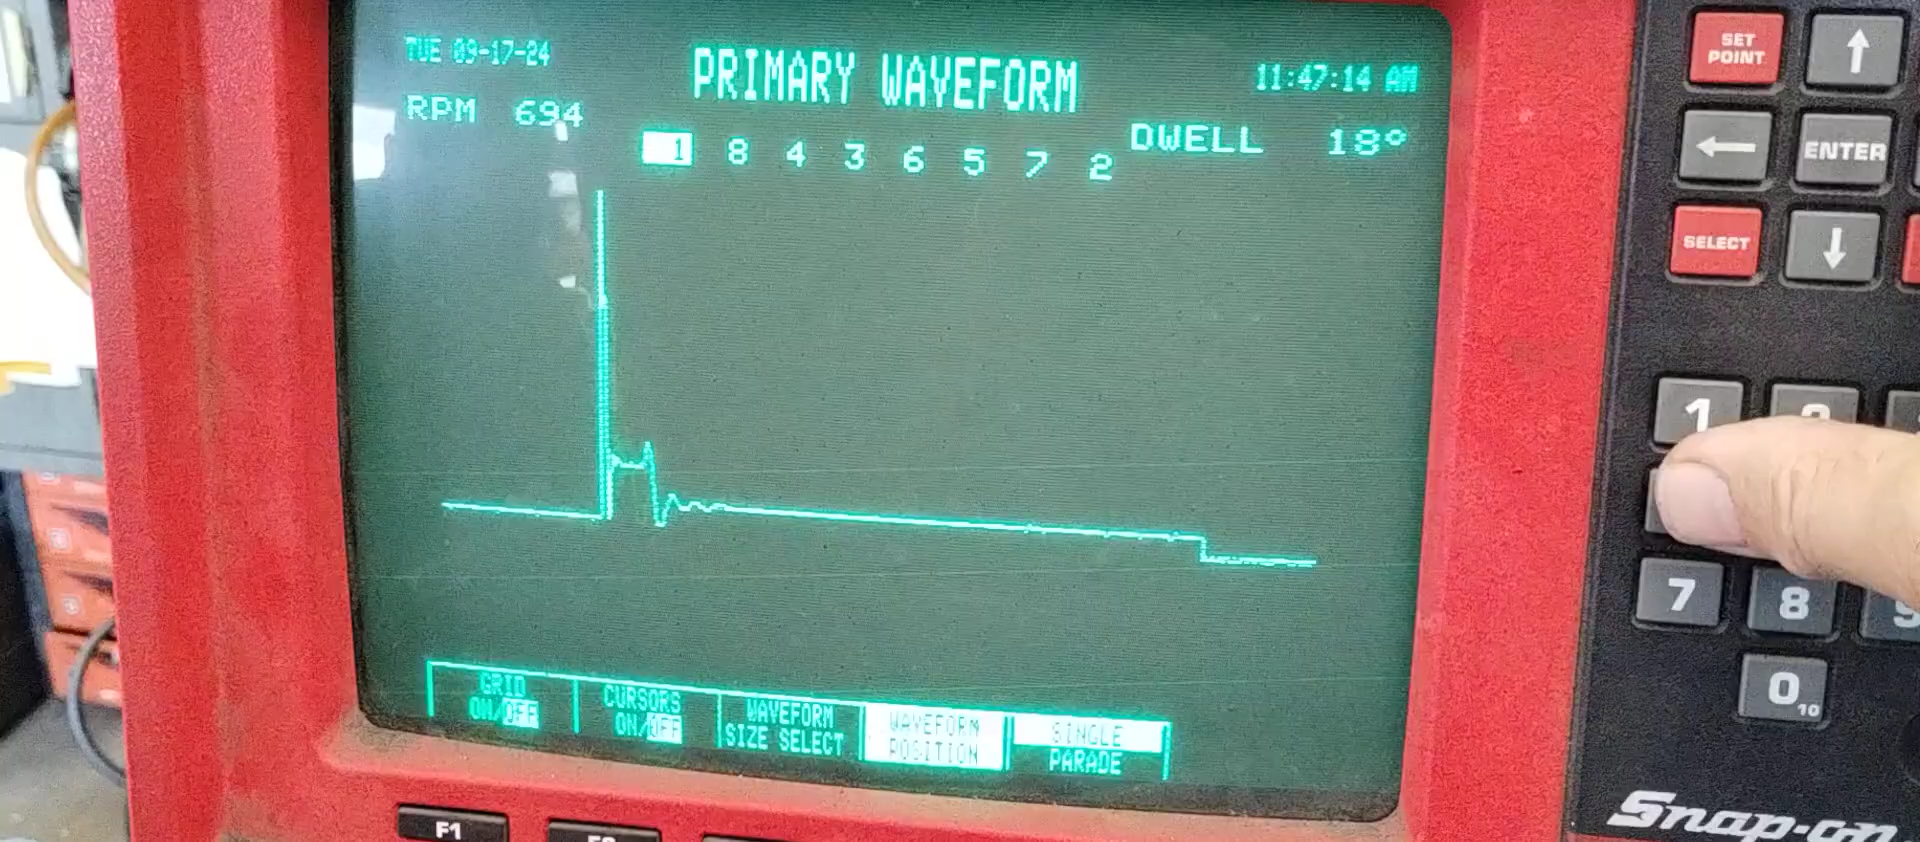 TUE 09-17-24
PRIMARY WAVEFORM
11:47:14 AM
RPM 694
1 8 4 3 6 5 7 2
DWELL 18°
GRID
ON/OFF
CURSORS
ON/OFF
WAVEFORM
SIZE SELECT
WAVEFORM
POSITION
SINGLE
PARADE
F1
SET
POINT
↑
←
ENTER
SELECT
↓
1
7
8
9
0 10
Snap-on